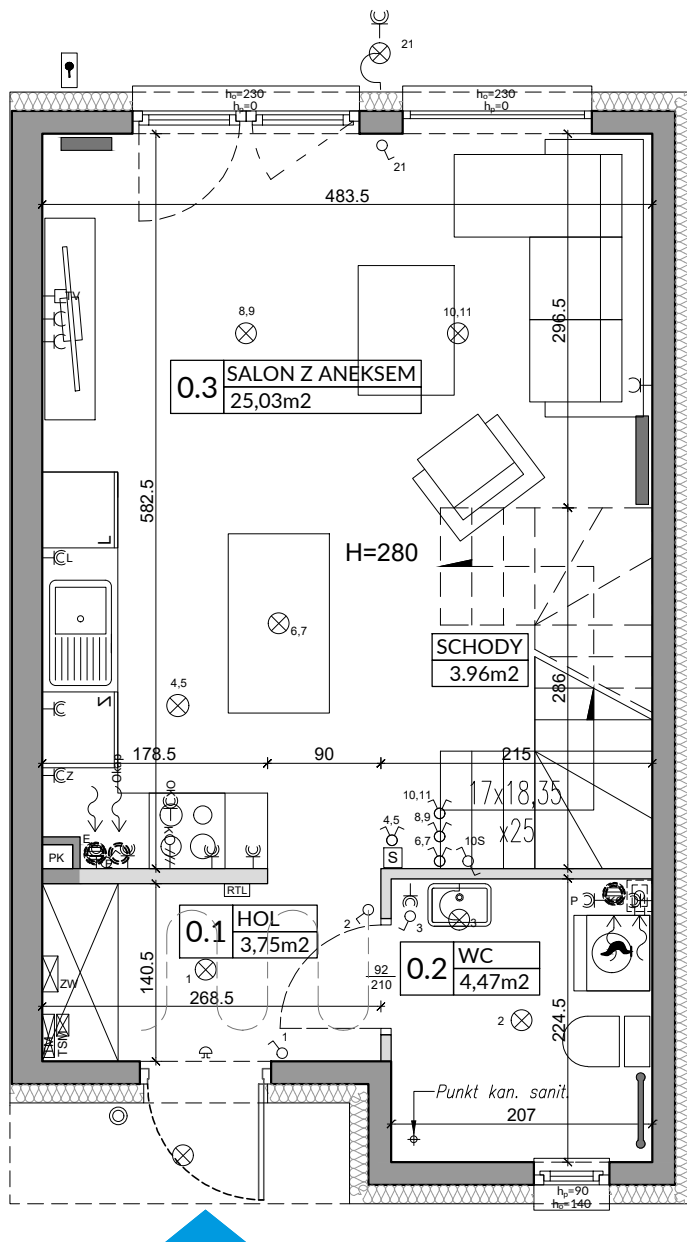 21
hₒ=230
hₚ=0
hₒ=230
hₚ=0
21
483.5
TV
8,9
10,11
296.5
0.3
SALON Z ANEKSEM
25,03m2
582.5
L
L
H=280
6,7
SCHODY
3.96m2
286
4,5
N
Z
okap
178.5
90
215
10,11
17x18,35
x25
8,9
4,5
6,7
10S
S
E
PK
RTL
0.1
HOL
3,75m2
2
3
3
P
0.2
WC
4,47m2
92
210
140.5
ZW
1
268.5
TM
TSM
1
2
224.5
Punkt kan. sanit.
207
hₚ=90
hₒ=140